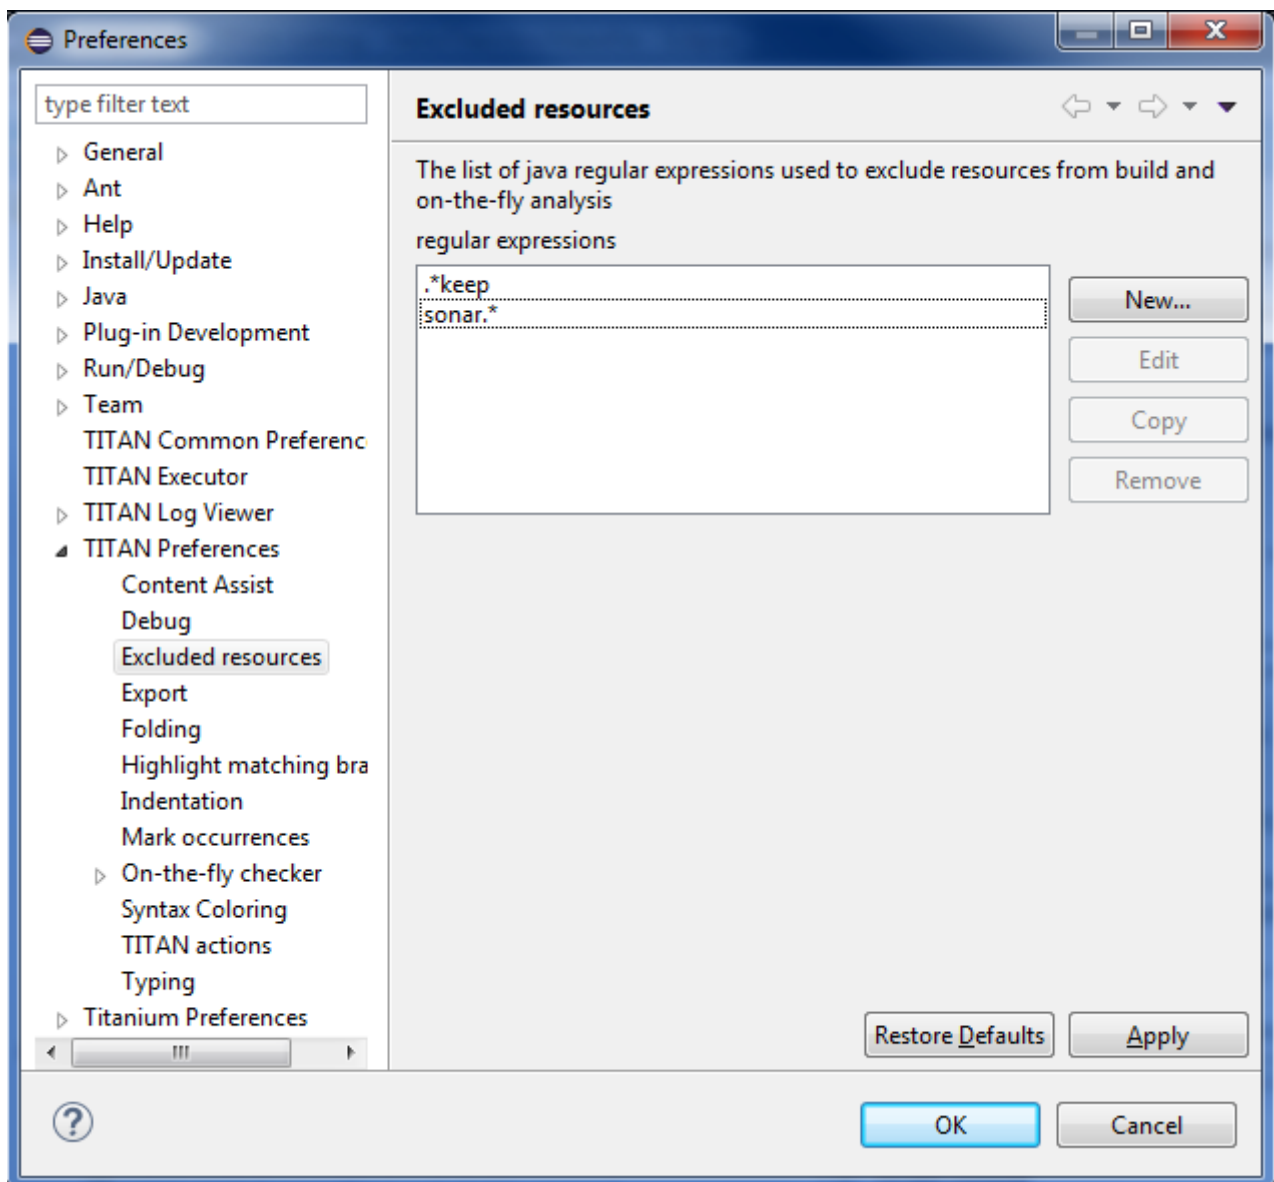 Preferences
type filter text
General
Ant
Help
Install/Update
Java
Plug-in Development
Run/Debug
Team
TITAN Common Preferenc
TITAN Executor
TITAN Log Viewer
TITAN Preferences
Content Assist
Debug
Excluded resources
Export
Folding
Highlight matching bra
Indentation
Mark occurrences
On-the-fly checker
Syntax Coloring
TITAN actions
Typing
Titanium Preferences
Excluded resources
The list of java regular expressions used to exclude resources from build and
on-the-fly analysis
regular expressions
.*keep
sonar.*
New...
Edit
Copy
Remove
Restore Defaults
Apply
OK
Cancel